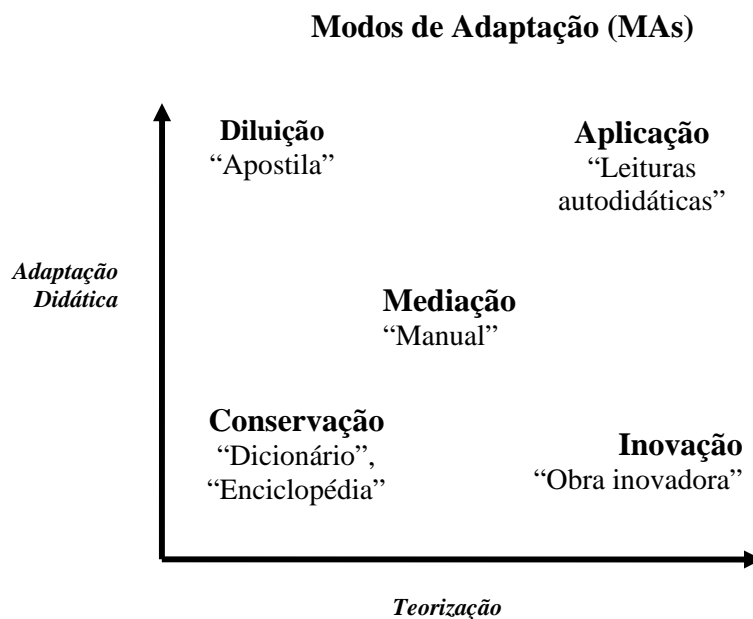 Modos de Adaptação (MAs)
Diluição
“Apostila”
Aplicação
“Leituras
autodidáticas”
Adaptação
Didática
Mediação
“Manual”
Conservação
“Dicionário”,
“Enciclopédia”
Inovação
“Obra inovadora”
Teorização